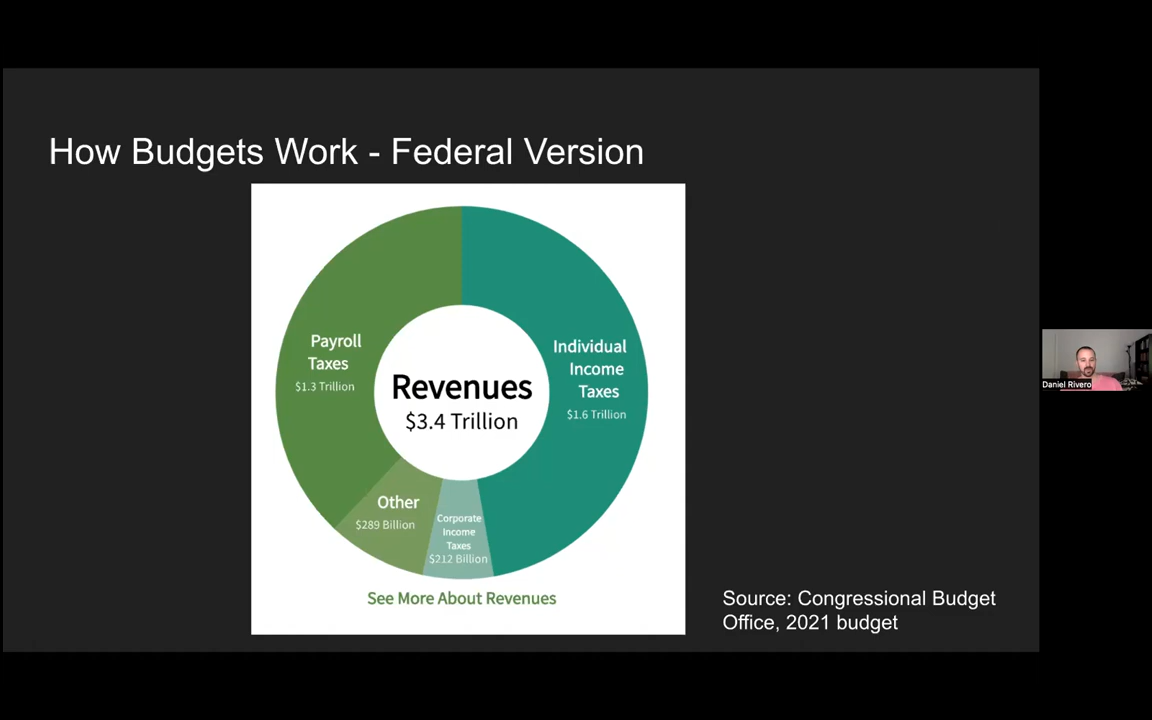 How Budgets Work - Federal Version
Payroll
Taxes
$1.3 Trillion
Individual
Income
Taxes
$1.6 Trillion
Revenues
$3.4 Trillion
Other
$289 Billion
Corporate
Income
Taxes
$212 Billion
See More About Revenues
Source: Congressional Budget
Office, 2021 budget
Daniel Rivero